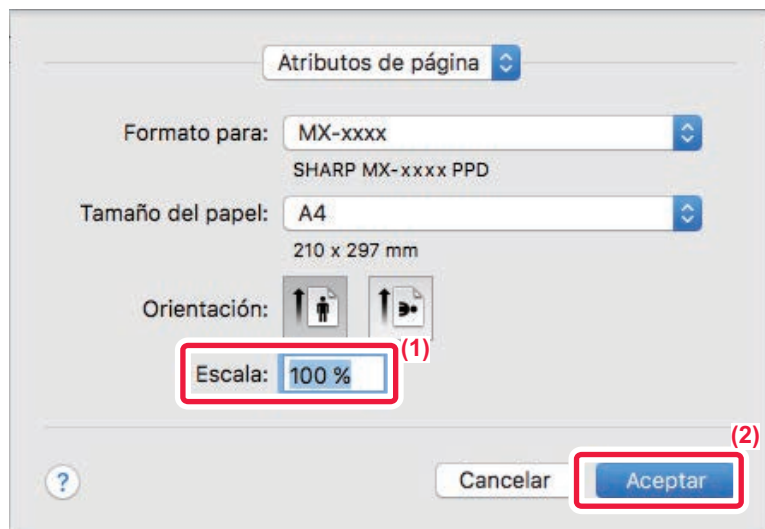 Atributos de página
Formato para: MX-xxxx
SHARP MX-xxxx PPD
Tamaño del papel: A4
210 x 297 mm
Orientación:
(1)
Escala: 100 %
(2)
? Cancelar Aceptar